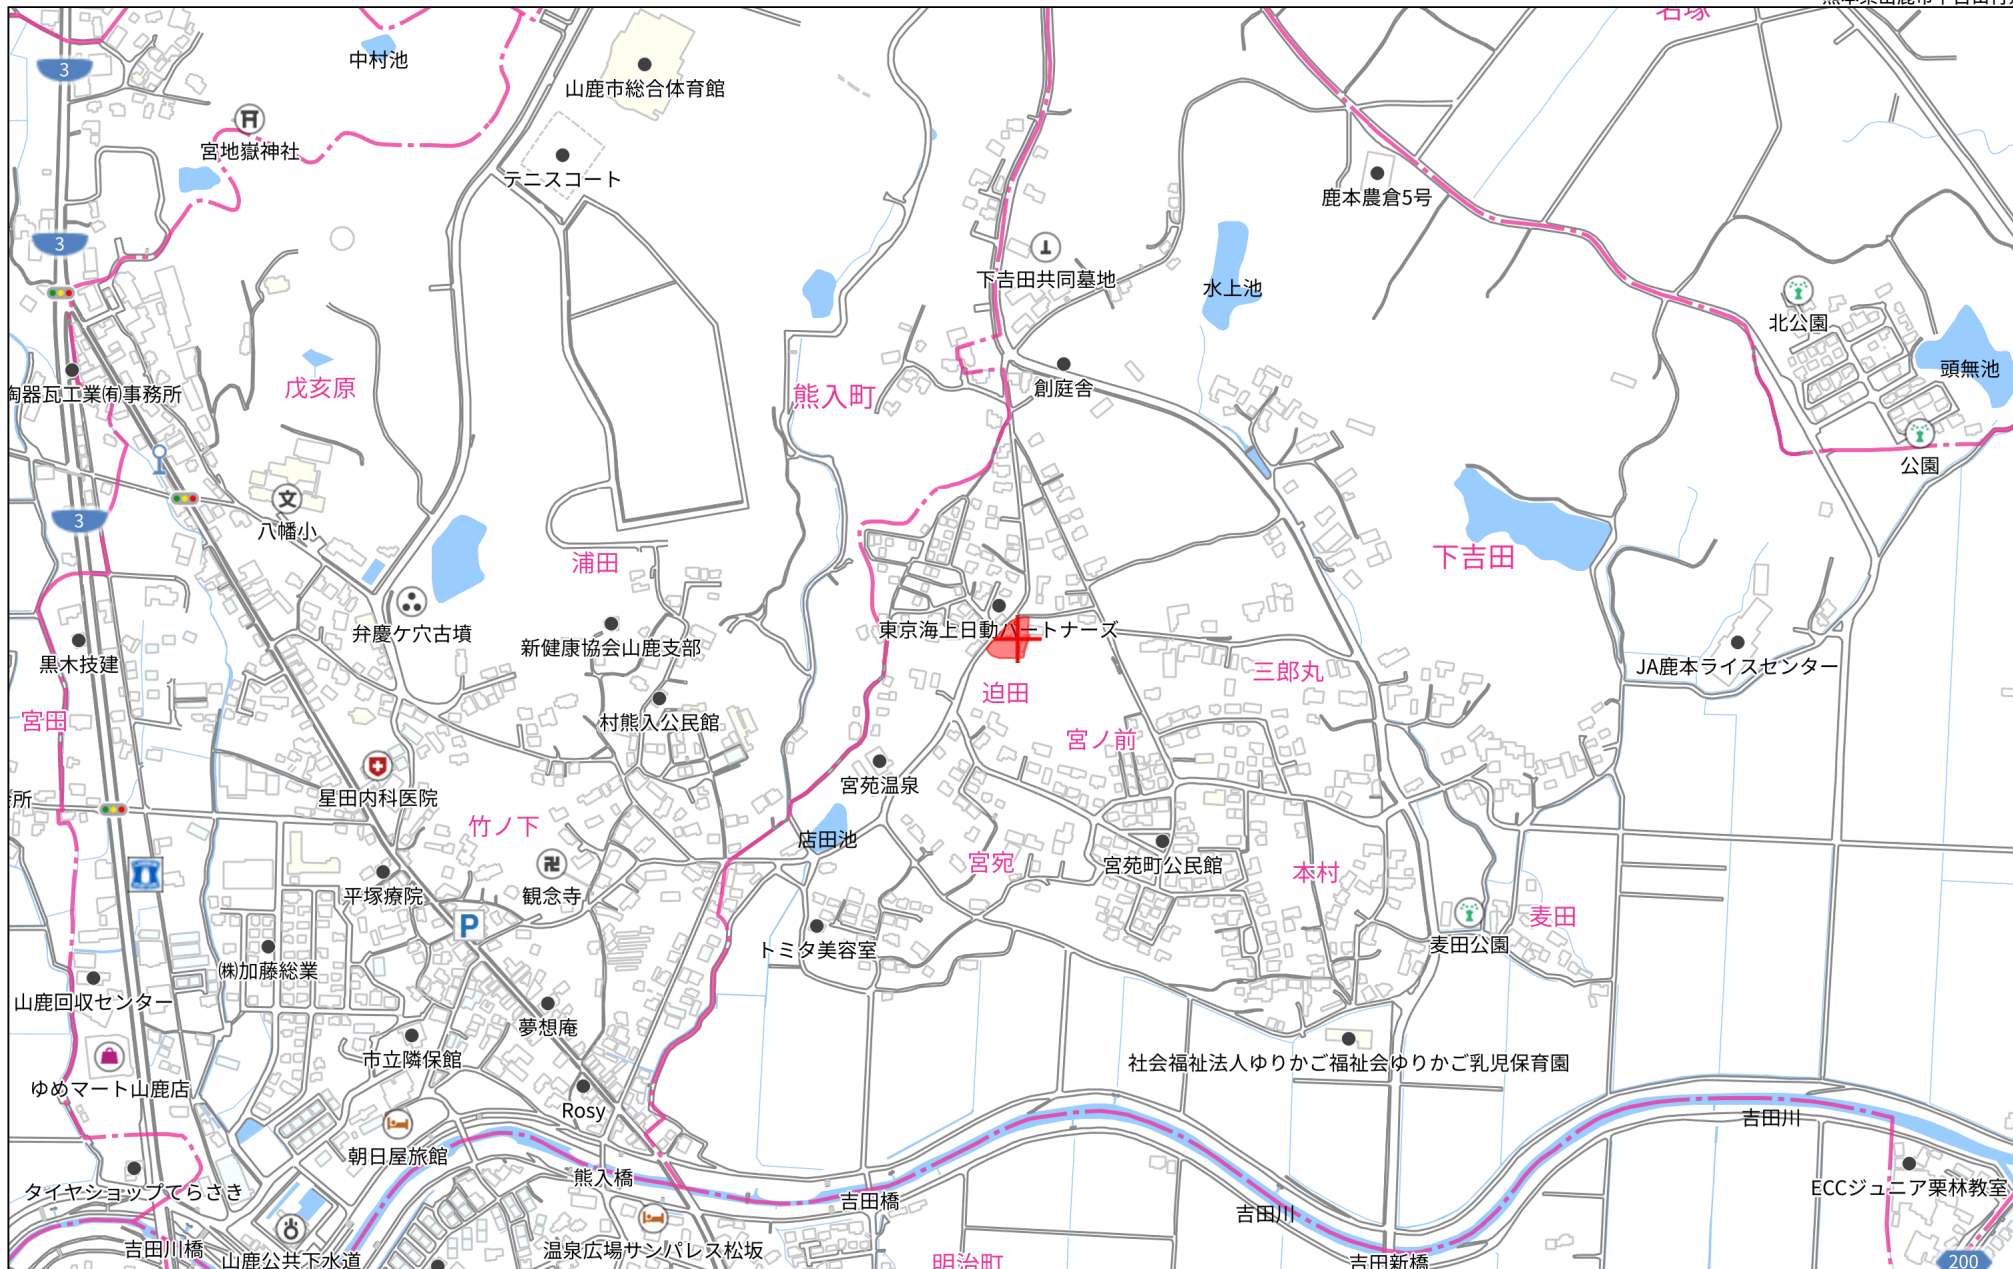 名塚
3
中村池
山鹿市総合体育館
宮地嶽神社
テニスコート
鹿本農倉5号
3
下吉田共同墓地
水上池
北公園
頭無池
陶器瓦工業㈲事務所
戊亥原
熊入町
創庭舎
公園
3
八幡小
浦田
下吉田
弁慶ケ穴古墳
新健康協会山鹿支部
東京海上日動パートナーズ
黒木技建
三郎丸
JA鹿本ライスセンター
迫田
宮田
村熊入公民館
宮ノ前
宮苑温泉
星田内科医院
所
竹ノ下
店田池
平塚療院
観念寺
宮宛
宮苑町公民館
本村
P
麦田
麦田公園
トミタ美容室
㈱加藤総業
山鹿回収センター
夢想庵
市立隣保館
社会福祉法人ゆりかご福祉会ゆりかご乳児保育園
ゆめマート山鹿店
Rosy
吉田川
朝日屋旅館
熊入橋
タイヤショップてらさき
吉田橋
ECCジュニア栗林教室
吉田川
吉田川橋
山鹿公共下水道
温泉広場サンパレス松坂
明治町
吉田新橋
200